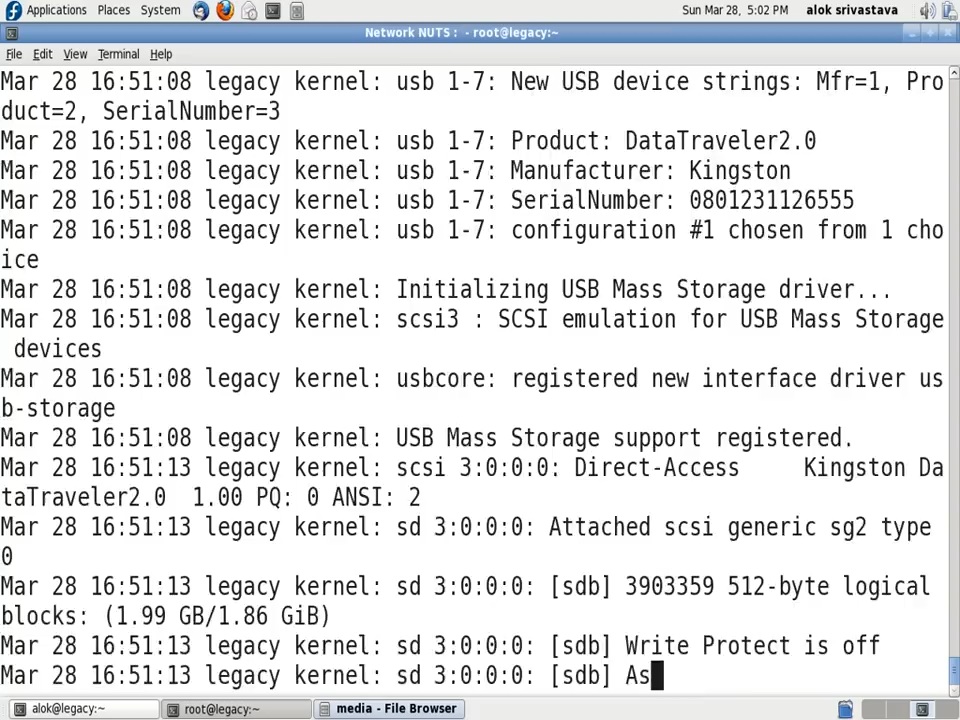 Applications Places System Sun Mar 28, 5:02 PM alok srivastava
Network NUTS : - root@legacy:~
File Edit View Terminal Help
Mar 28 16:51:08 legacy kernel: usb 1-7: New USB device strings: Mfr=1, Pro
duct=2, SerialNumber=3
Mar 28 16:51:08 legacy kernel: usb 1-7: Product: DataTraveler2.0
Mar 28 16:51:08 legacy kernel: usb 1-7: Manufacturer: Kingston
Mar 28 16:51:08 legacy kernel: usb 1-7: SerialNumber: 0801231126555
Mar 28 16:51:08 legacy kernel: usb 1-7: configuration #1 chosen from 1 cho
ice
Mar 28 16:51:08 legacy kernel: Initializing USB Mass Storage driver...
Mar 28 16:51:08 legacy kernel: scsi3 : SCSI emulation for USB Mass Storage
 devices
Mar 28 16:51:08 legacy kernel: usbcore: registered new interface driver us
b-storage
Mar 28 16:51:08 legacy kernel: USB Mass Storage support registered.
Mar 28 16:51:13 legacy kernel: scsi 3:0:0:0: Direct-Access     Kingston Da
taTraveler2.0  1.00 PQ: 0 ANSI: 2
Mar 28 16:51:13 legacy kernel: sd 3:0:0:0: Attached scsi generic sg2 type
0
Mar 28 16:51:13 legacy kernel: sd 3:0:0:0: [sdb] 3903359 512-byte logical
blocks: (1.99 GB/1.86 GiB)
Mar 28 16:51:13 legacy kernel: sd 3:0:0:0: [sdb] Write Protect is off
Mar 28 16:51:13 legacy kernel: sd 3:0:0:0: [sdb] As
alok@legacy:~ root@legacy:~ media - File Browser